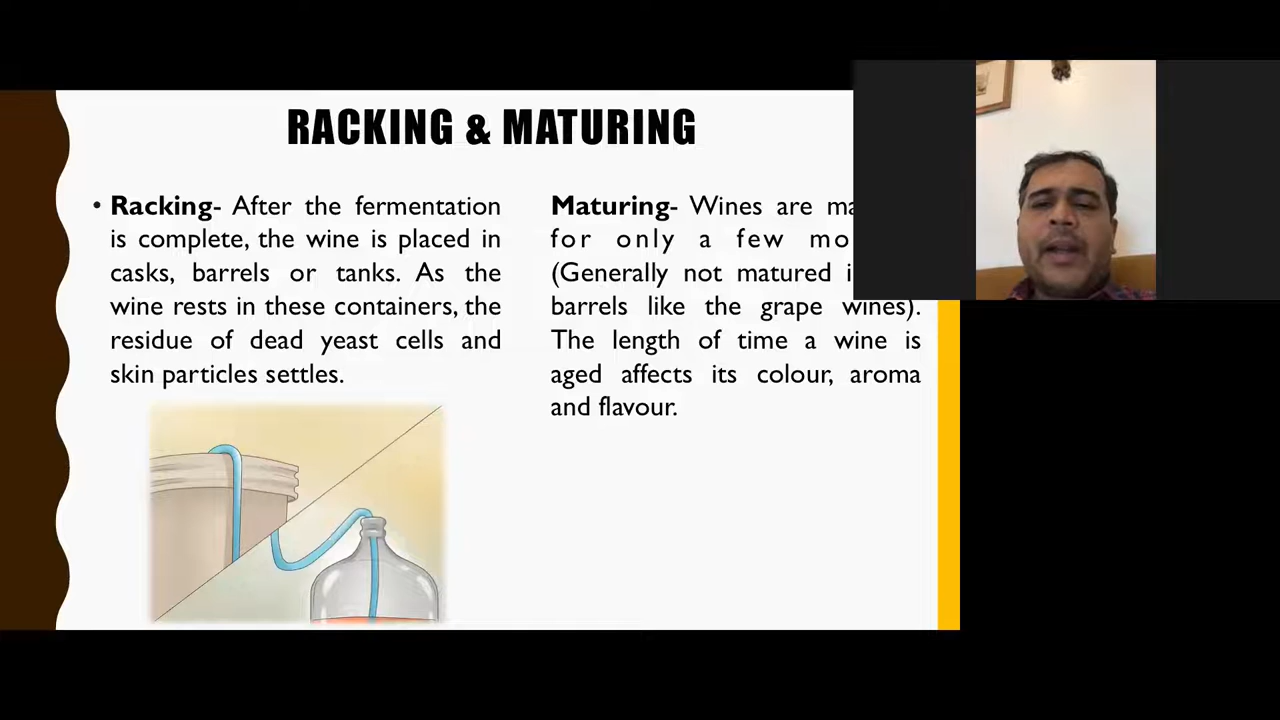 RACKING & MATURING
• Racking- After the fermentation
is complete, the wine is placed in
casks, barrels or tanks. As the
wine rests in these containers, the
residue of dead yeast cells and
skin particles settles.
Maturing- Wines are
for only a few
(Generally not matured
barrels like the grape wines).
The length of time a wine is
aged affects its colour, aroma
and flavour.